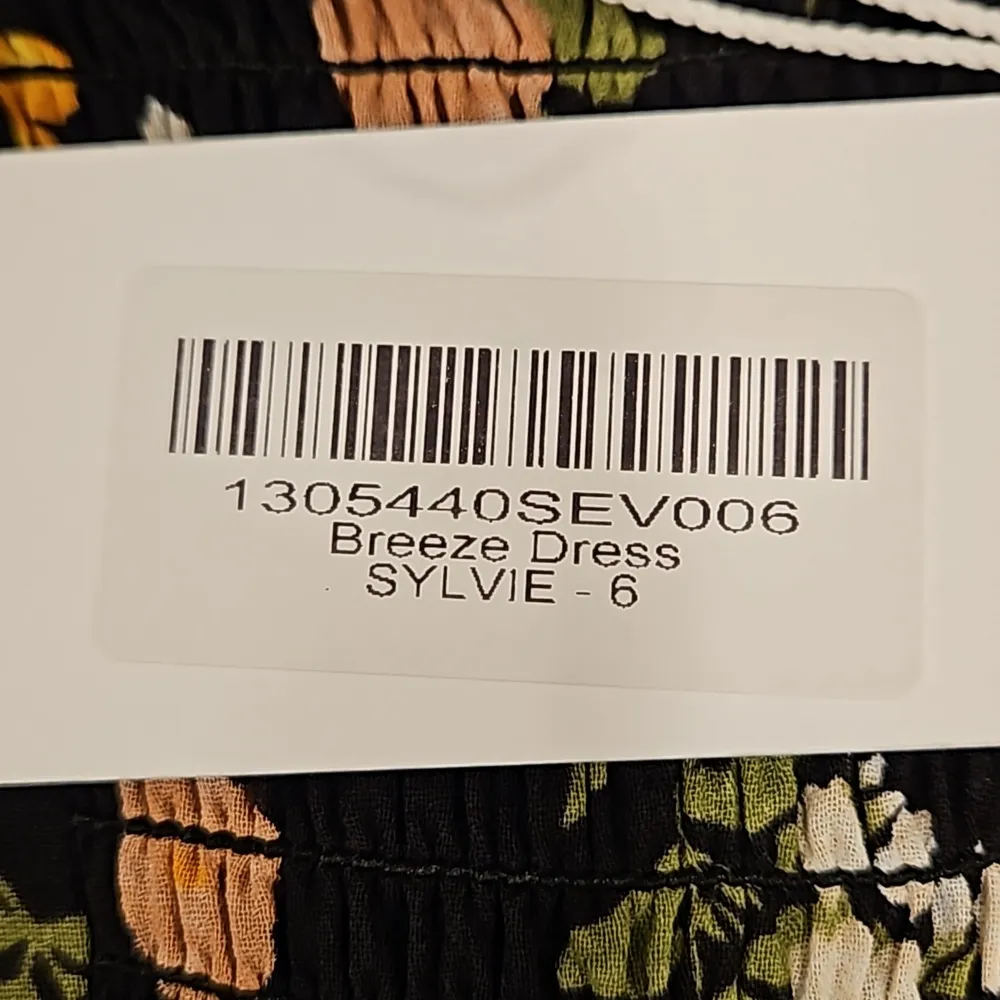 1305440SEV006
Breeze Dress
SYLVIE - 6